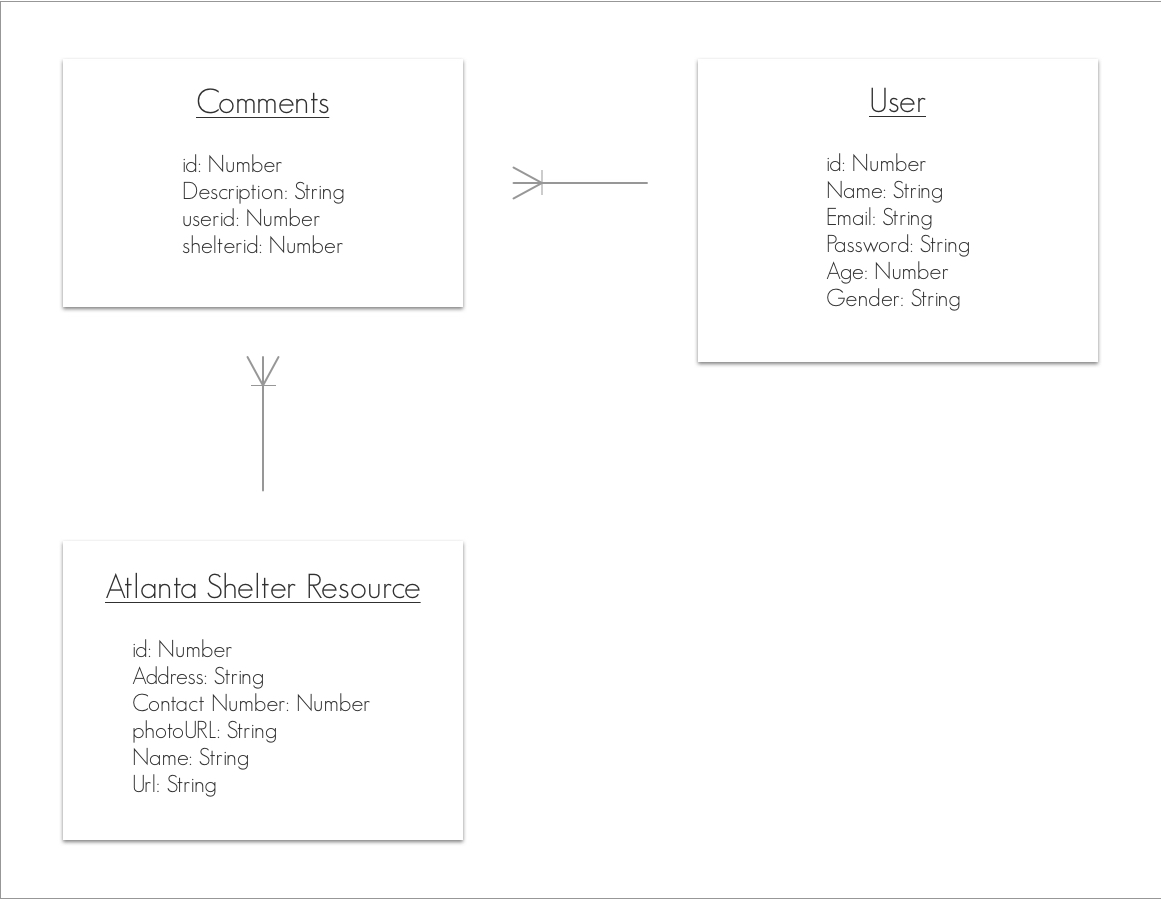 Comments
id: Number
Description: String
userid: Number
shelterid: Number
User
id: Number
Name: String
Email: String
Password: String
Age: Number
Gender: String
Atlanta Shelter Resource
id: Number
Address: String
Contact Number: Number
photoURL: String
Name: String
Url: String